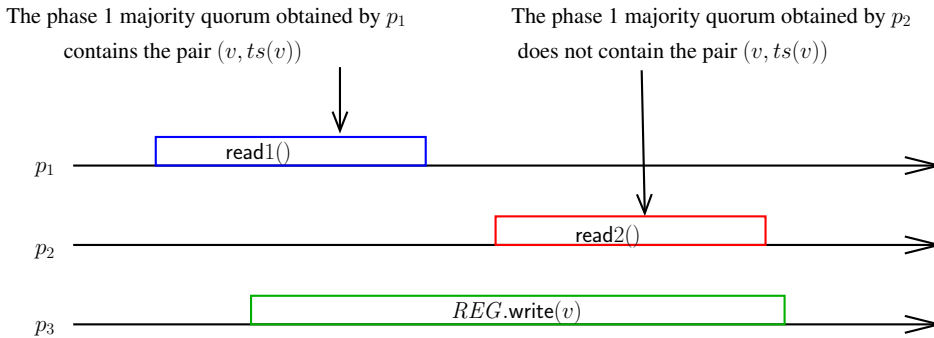 The phase 1 majority quorum obtained by p₁
contains the pair (v, ts(v))
The phase 1 majority quorum obtained by p₂
does not contain the pair (v, ts(v))
read1()
p₁
read2()
p₂
REG.write(v)
p₃